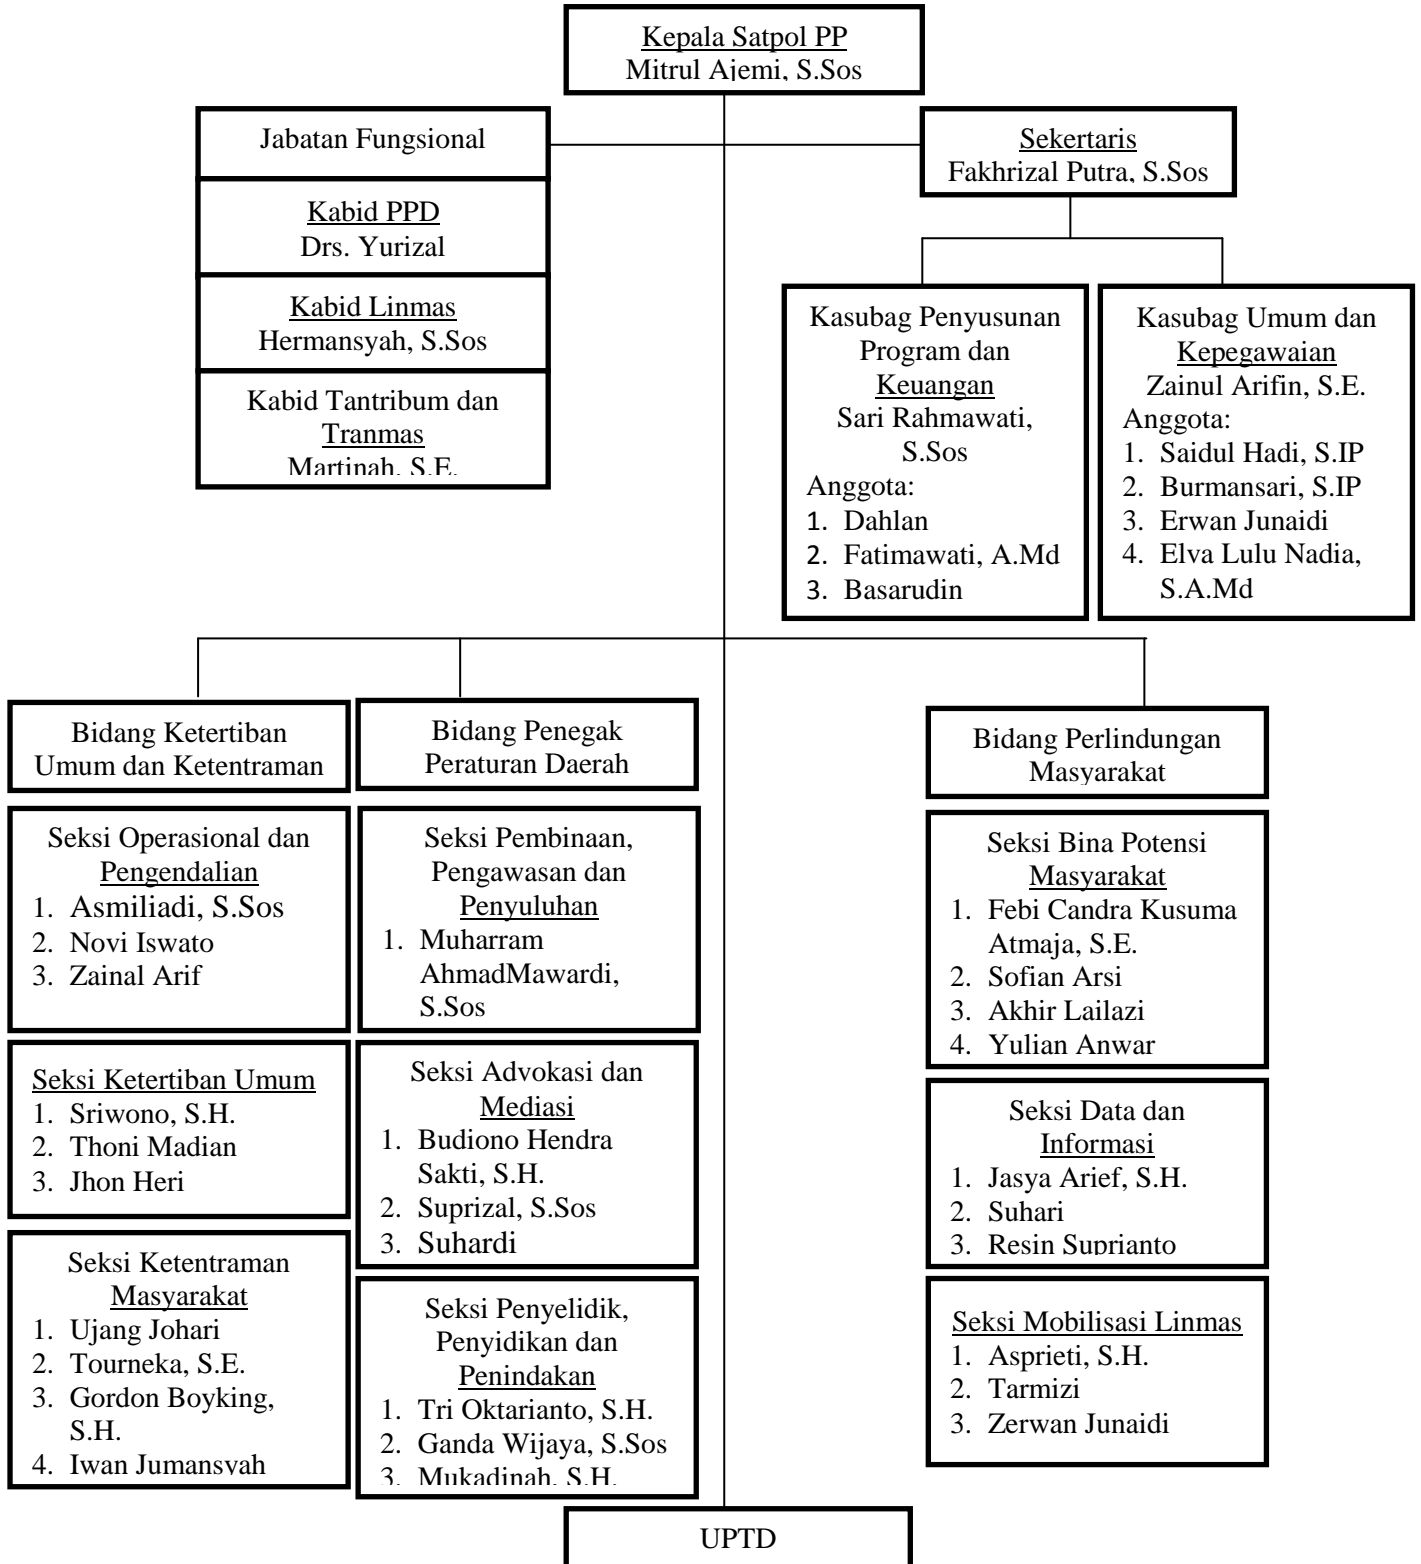 Kepala Satpol PP
Mitrul Ajemi, S.Sos
Jabatan Fungsional
Kabid PPD
Drs. Yurizal
Kabid Linmas
Hermansyah, S.Sos
Kabid Tantribum dan
Tranmas
Martinah, S.E.
Sekertaris
Fakhrizal Putra, S.Sos
Kasubag Penyusunan
Program dan
Keuangan
Sari Rahmawati,
S.Sos
Anggota:
1. Dahlan
2. Fatimawati, A.Md
3. Basarudin
Kasubag Umum dan
Kepegawaian
Zainul Arifin, S.E.
Anggota:
1. Saidul Hadi, S.IP
2. Burmansari, S.IP
3. Erwan Junaidi
4. Elva Lulu Nadia,
S.A.Md
Bidang Ketertiban
Umum dan Ketentraman
Seksi Operasional dan
Pengendalian
1. Asmiliadi, S.Sos
2. Novi Iswato
3. Zainal Arif
Seksi Ketertiban Umum
1. Sriwono, S.H.
2. Thoni Madian
3. Jhon Heri
Seksi Ketentraman
Masyarakat
1. Ujang Johari
2. Tourneka, S.E.
3. Gordon Boyking,
S.H.
4. Iwan Jumansyah
Bidang Penegak
Peraturan Daerah
Seksi Pembinaan,
Pengawasan dan
Penyuluhan
1. Muharram
AhmadMawardi,
S.Sos
Seksi Advokasi dan
Mediasi
1. Budiono Hendra
Sakti, S.H.
2. Suprizal, S.Sos
3. Suhardi
Seksi Penyelidik,
Penyidikan dan
Penindakan
1. Tri Oktarianto, S.H.
2. Ganda Wijaya, S.Sos
3. Mukadinah, S.H.
Bidang Perlindungan
Masyarakat
Seksi Bina Potensi
Masyarakat
1. Febi Candra Kusuma
Atmaja, S.E.
2. Sofian Arsi
3. Akhir Lailazi
4. Yulian Anwar
Seksi Data dan
Informasi
1. Jasya Arief, S.H.
2. Suhari
3. Resin Suprianto
Seksi Mobilisasi Linmas
1. Asprieti, S.H.
2. Tarmizi
3. Zerwan Junaidi
UPTD